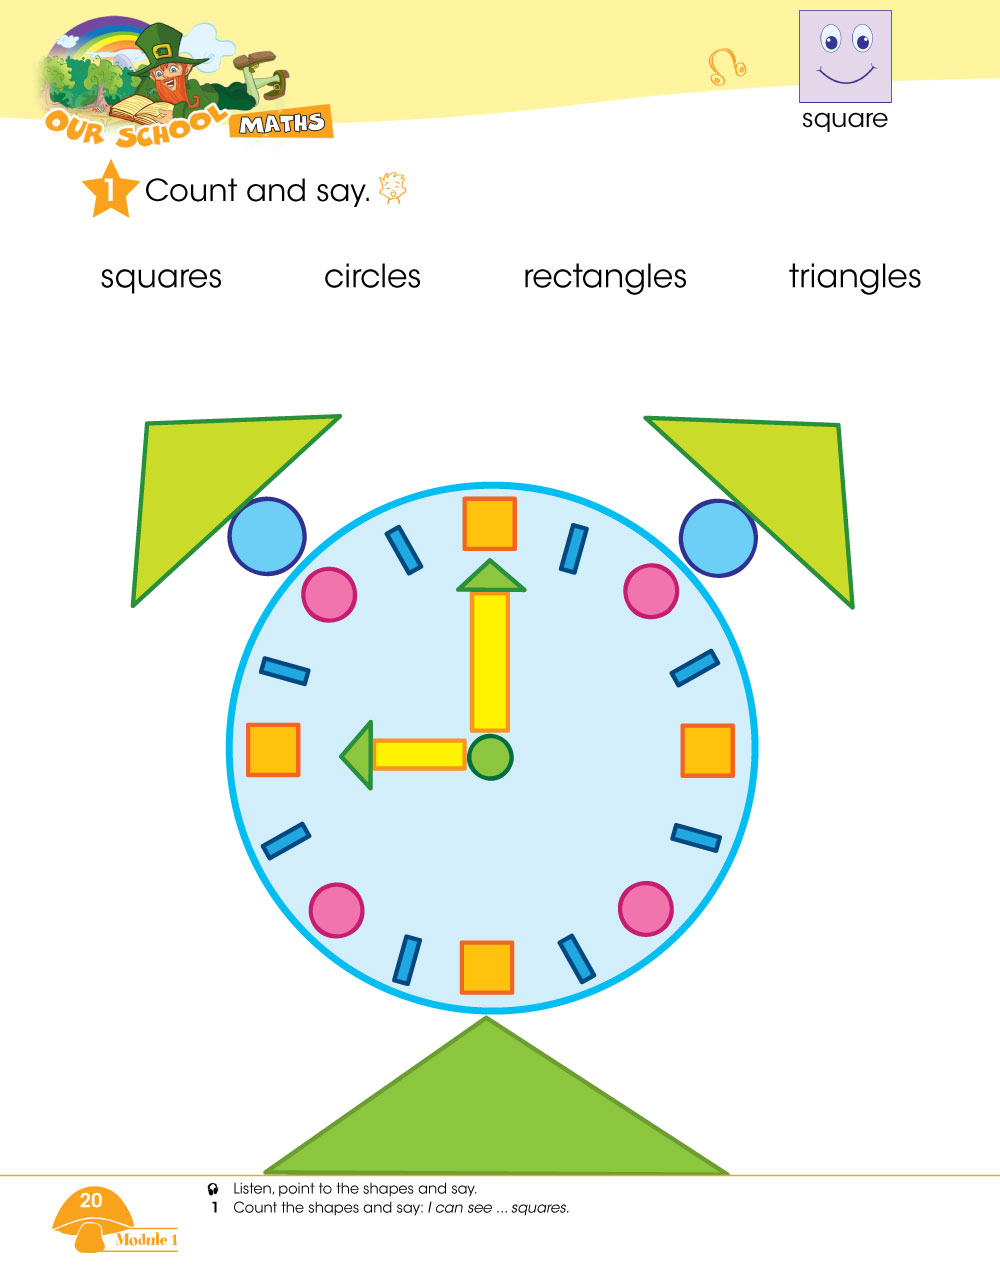 OUR SCHOOL MATHS
square
1 Count and say.
squares circles rectangles triangles
Listen, point to the shapes and say.
1 Count the shapes and say: I can see ... squares.
20
Module 1